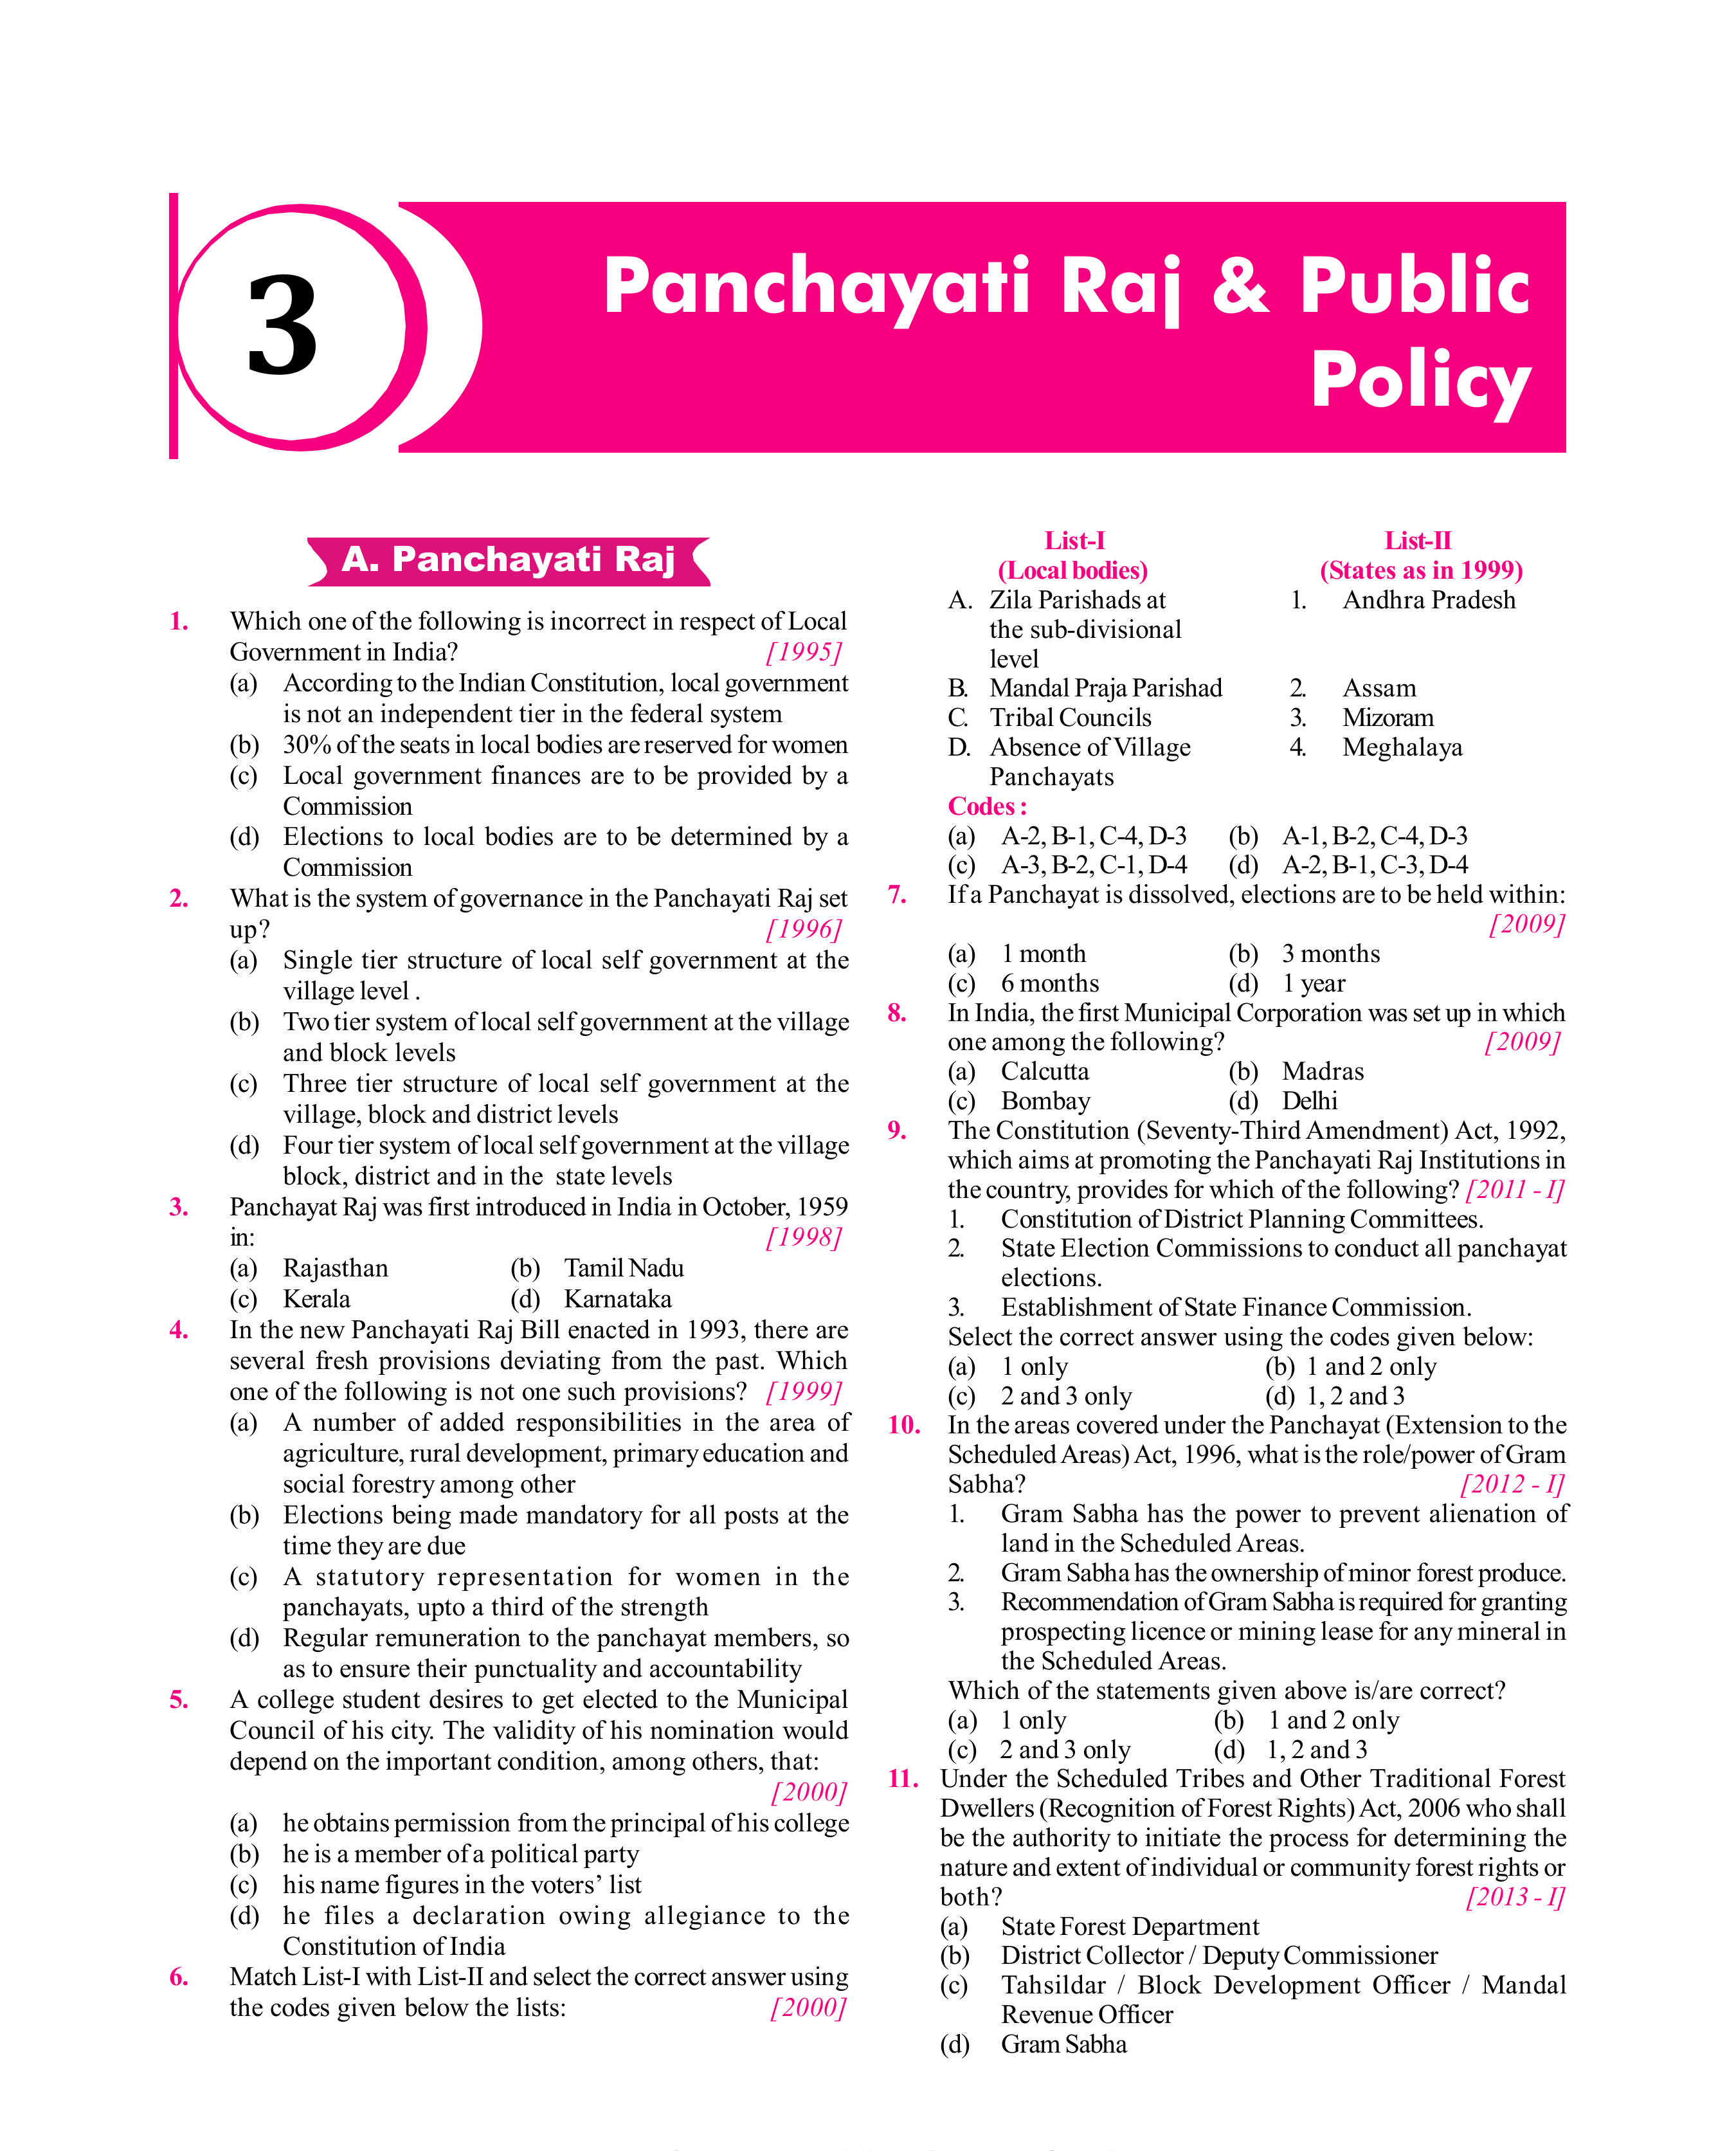 3
Panchayati Raj & Public
Policy
A. Panchayati Raj
1. Which one of the following is incorrect in respect of Local
Government in India? [1995]
(a) According to the Indian Constitution, local government
is not an independent tier in the federal system
(b) 30% of the seats in local bodies are reserved for women
(c) Local government finances are to be provided by a
Commission
(d) Elections to local bodies are to be determined by a
Commission
2. What is the system of governance in the Panchayati Raj set
up? [1996]
(a) Single tier structure of local self government at the
village level .
(b) Two tier system of local self government at the village
and block levels
(c) Three tier structure of local self government at the
village, block and district levels
(d) Four tier system of local self government at the village
block, district and in the state levels
3. Panchayat Raj was first introduced in India in October, 1959
in: [1998]
(a) Rajasthan (b) Tamil Nadu
(c) Kerala (d) Karnataka
4. In the new Panchayati Raj Bill enacted in 1993, there are
several fresh provisions deviating from the past. Which
one of the following is not one such provisions? [1999]
(a) A number of added responsibilities in the area of
agriculture, rural development, primary education and
social forestry among other
(b) Elections being made mandatory for all posts at the
time they are due
(c) A statutory representation for women in the
panchayats, upto a third of the strength
(d) Regular remuneration to the panchayat members, so
as to ensure their punctuality and accountability
5. A college student desires to get elected to the Municipal
Council of his city. The validity of his nomination would
depend on the important condition, among others, that:
[2000]
(a) he obtains permission from the principal of his college
(b) he is a member of a political party
(c) his name figures in the voters’ list
(d) he files a declaration owing allegiance to the
Constitution of India
6. Match List-I with List-II and select the correct answer using
the codes given below the lists: [2000]
List-I List-II
(Local bodies) (States as in 1999)
A. Zila Parishads at 1. Andhra Pradesh
the sub-divisional
level
B. Mandal Praja Parishad 2. Assam
C. Tribal Councils 3. Mizoram
D. Absence of Village 4. Meghalaya
Panchayats
Codes :
(a) A-2, B-1, C-4, D-3 (b) A-1, B-2, C-4, D-3
(c) A-3, B-2, C-1, D-4 (d) A-2, B-1, C-3, D-4
7. If a Panchayat is dissolved, elections are to be held within:
[2009]
(a) 1 month (b) 3 months
(c) 6 months (d) 1 year
8. In India, the first Municipal Corporation was set up in which
one among the following? [2009]
(a) Calcutta (b) Madras
(c) Bombay (d) Delhi
9. The Constitution (Seventy-Third Amendment) Act, 1992,
which aims at promoting the Panchayati Raj Institutions in
the country, provides for which of the following? [2011 - I]
1. Constitution of District Planning Committees.
2. State Election Commissions to conduct all panchayat
elections.
3. Establishment of State Finance Commission.
Select the correct answer using the codes given below:
(a) 1 only (b) 1 and 2 only
(c) 2 and 3 only (d) 1, 2 and 3
10. In the areas covered under the Panchayat (Extension to the
Scheduled Areas) Act, 1996, what is the role/power of Gram
Sabha? [2012 - I]
1. Gram Sabha has the power to prevent alienation of
land in the Scheduled Areas.
2. Gram Sabha has the ownership of minor forest produce.
3. Recommendation of Gram Sabha is required for granting
prospecting licence or mining lease for any mineral in
the Scheduled Areas.
Which of the statements given above is/are correct?
(a) 1 only (b) 1 and 2 only
(c) 2 and 3 only (d) 1, 2 and 3
11. Under the Scheduled Tribes and Other Traditional Forest
Dwellers (Recognition of Forest Rights) Act, 2006 who shall
be the authority to initiate the process for determining the
nature and extent of individual or community forest rights or
both? [2013 - I]
(a) State Forest Department
(b) District Collector / Deputy Commissioner
(c) Tahsildar / Block Development Officer / Mandal
Revenue Officer
(d) Gram Sabha